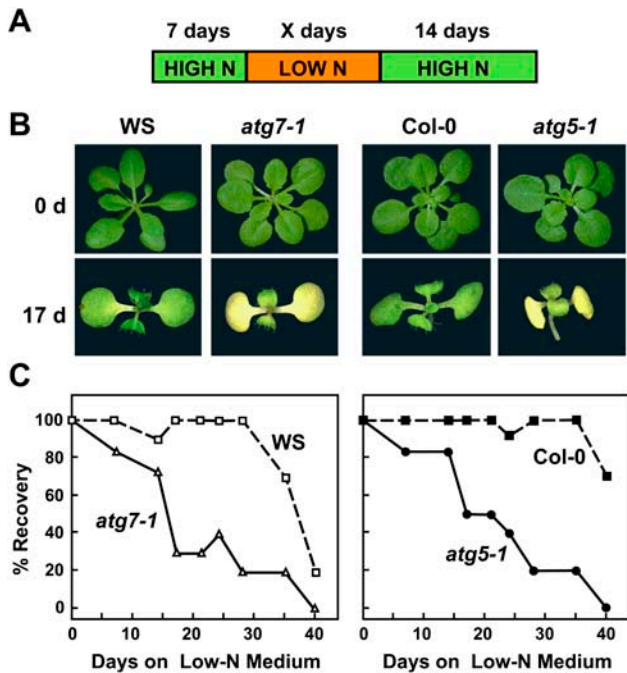 A
7 days X days 14 days
HIGH N LOW N HIGH N
B
WS atg7-1 Col-0 atg5-1
0 d
17 d
C
% Recovery
100
80
60
40
20
0
WS
atg7-1
Col-0
atg5-1
0 10 20 30 40 0 10 20 30 40
Days on Low-N Medium Days on Low-N Medium